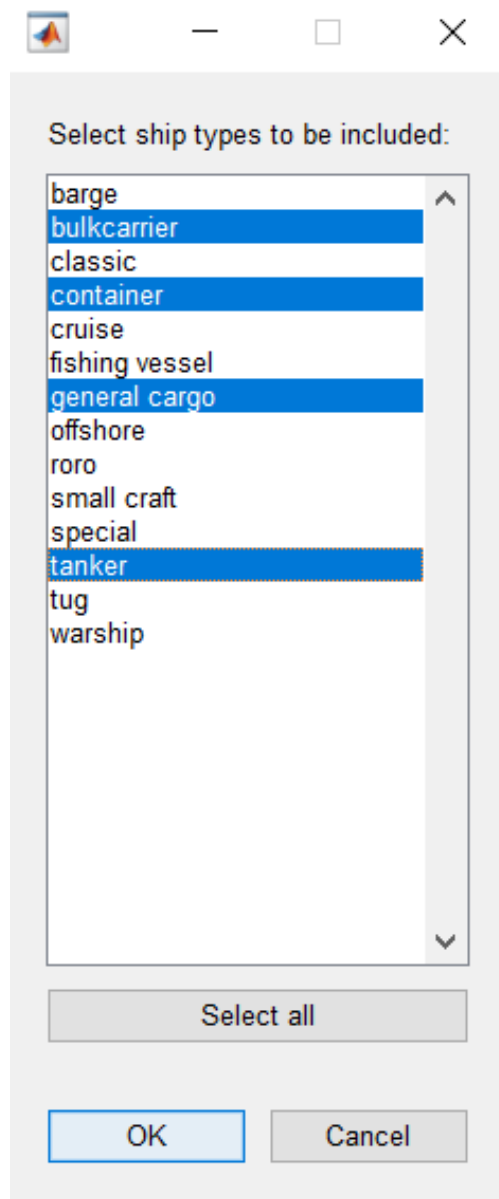 Select ship types to be included:
barge
bulkcarrier
classic
container
cruise
fishing vessel
general cargo
offshore
roro
small craft
special
tanker
tug
warship
Select all
OK
Cancel